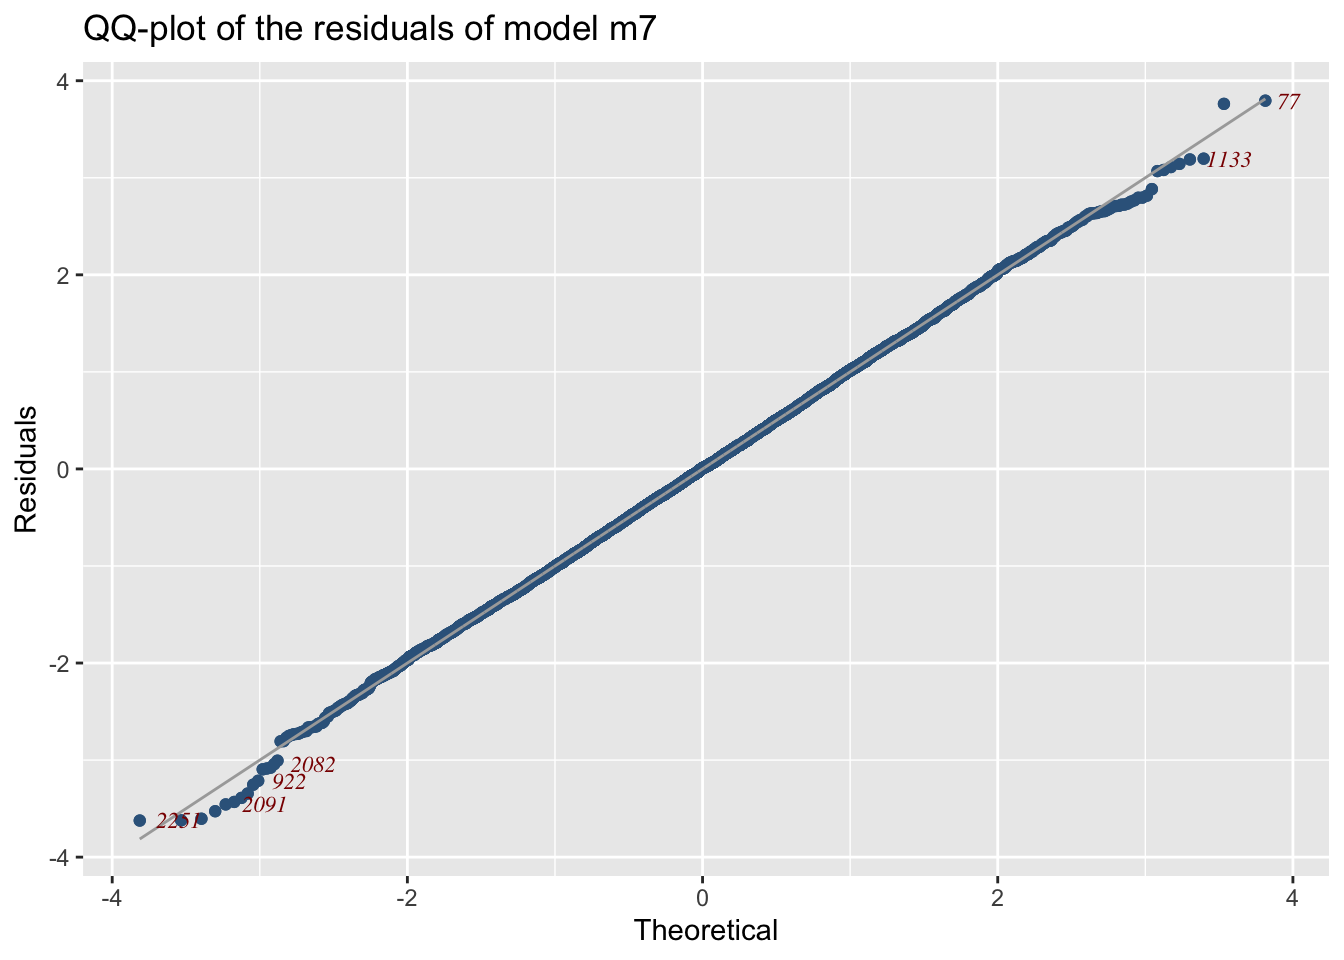 QQ-plot of the residuals of model m7
4
77
1133
2
Residuals
0
-2
2082
922
2091
2251
-4
-4 -2 0 2 4
Theoretical